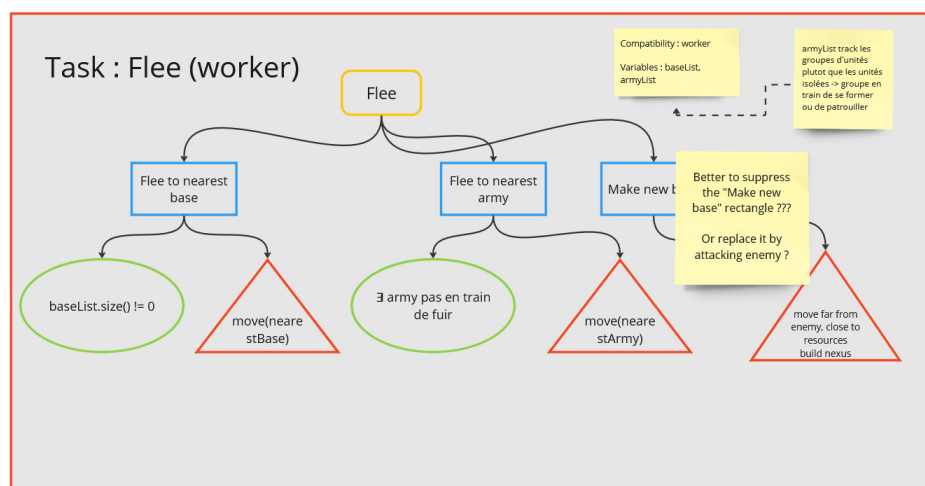 Task : Flee (worker)
Flee
Compatibility : worker
Variables : baseList,
armyList
armyList track les
groupes d'unités
plutot que les unités
isolées -> groupe en
train de se former
ou de patrouiller
Flee to nearest
base
Flee to nearest
army
Make new b
Better to suppress
the "Make new
base" rectangle ???
Or replace it by
attacking enemy ?
baseList.size() != 0
move(neare
stBase)
∃ army pas en train
de fuir
move(neare
stArmy)
move far from
enemy, close to
resources
build nexus